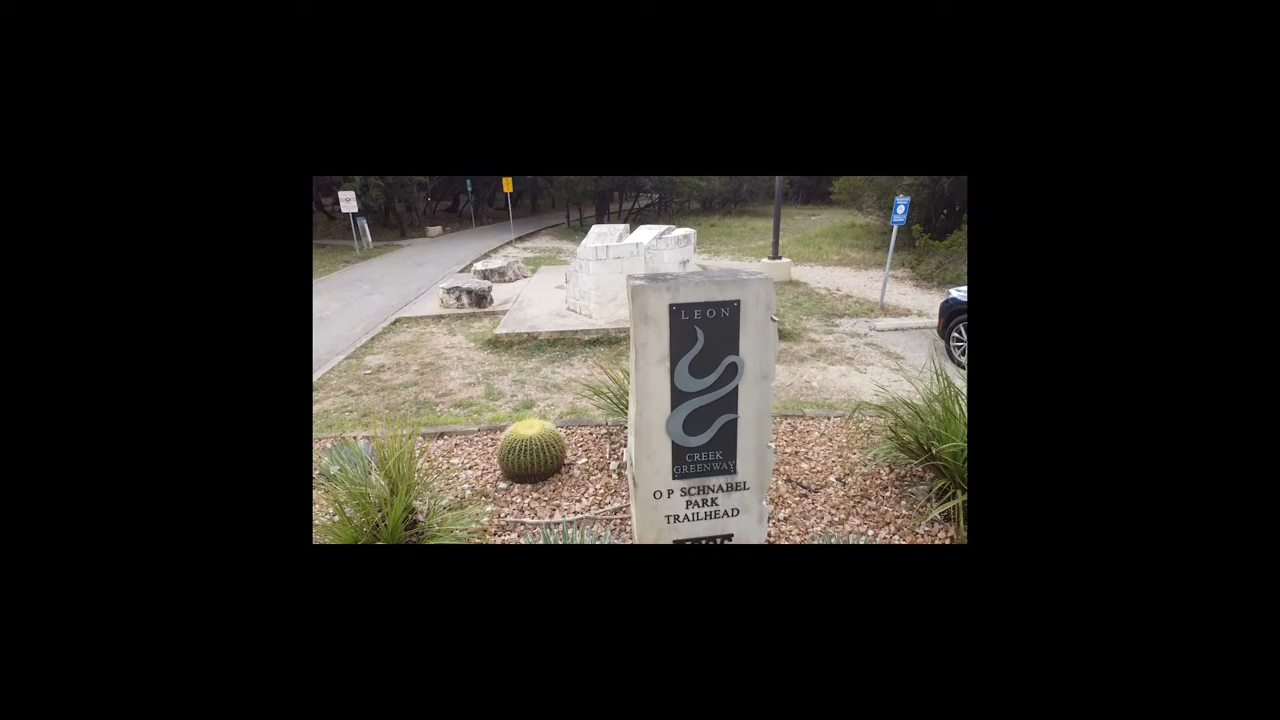 LEON
CREEK
GREENWAY
O P SCHNABEL
PARK
TRAILHEAD